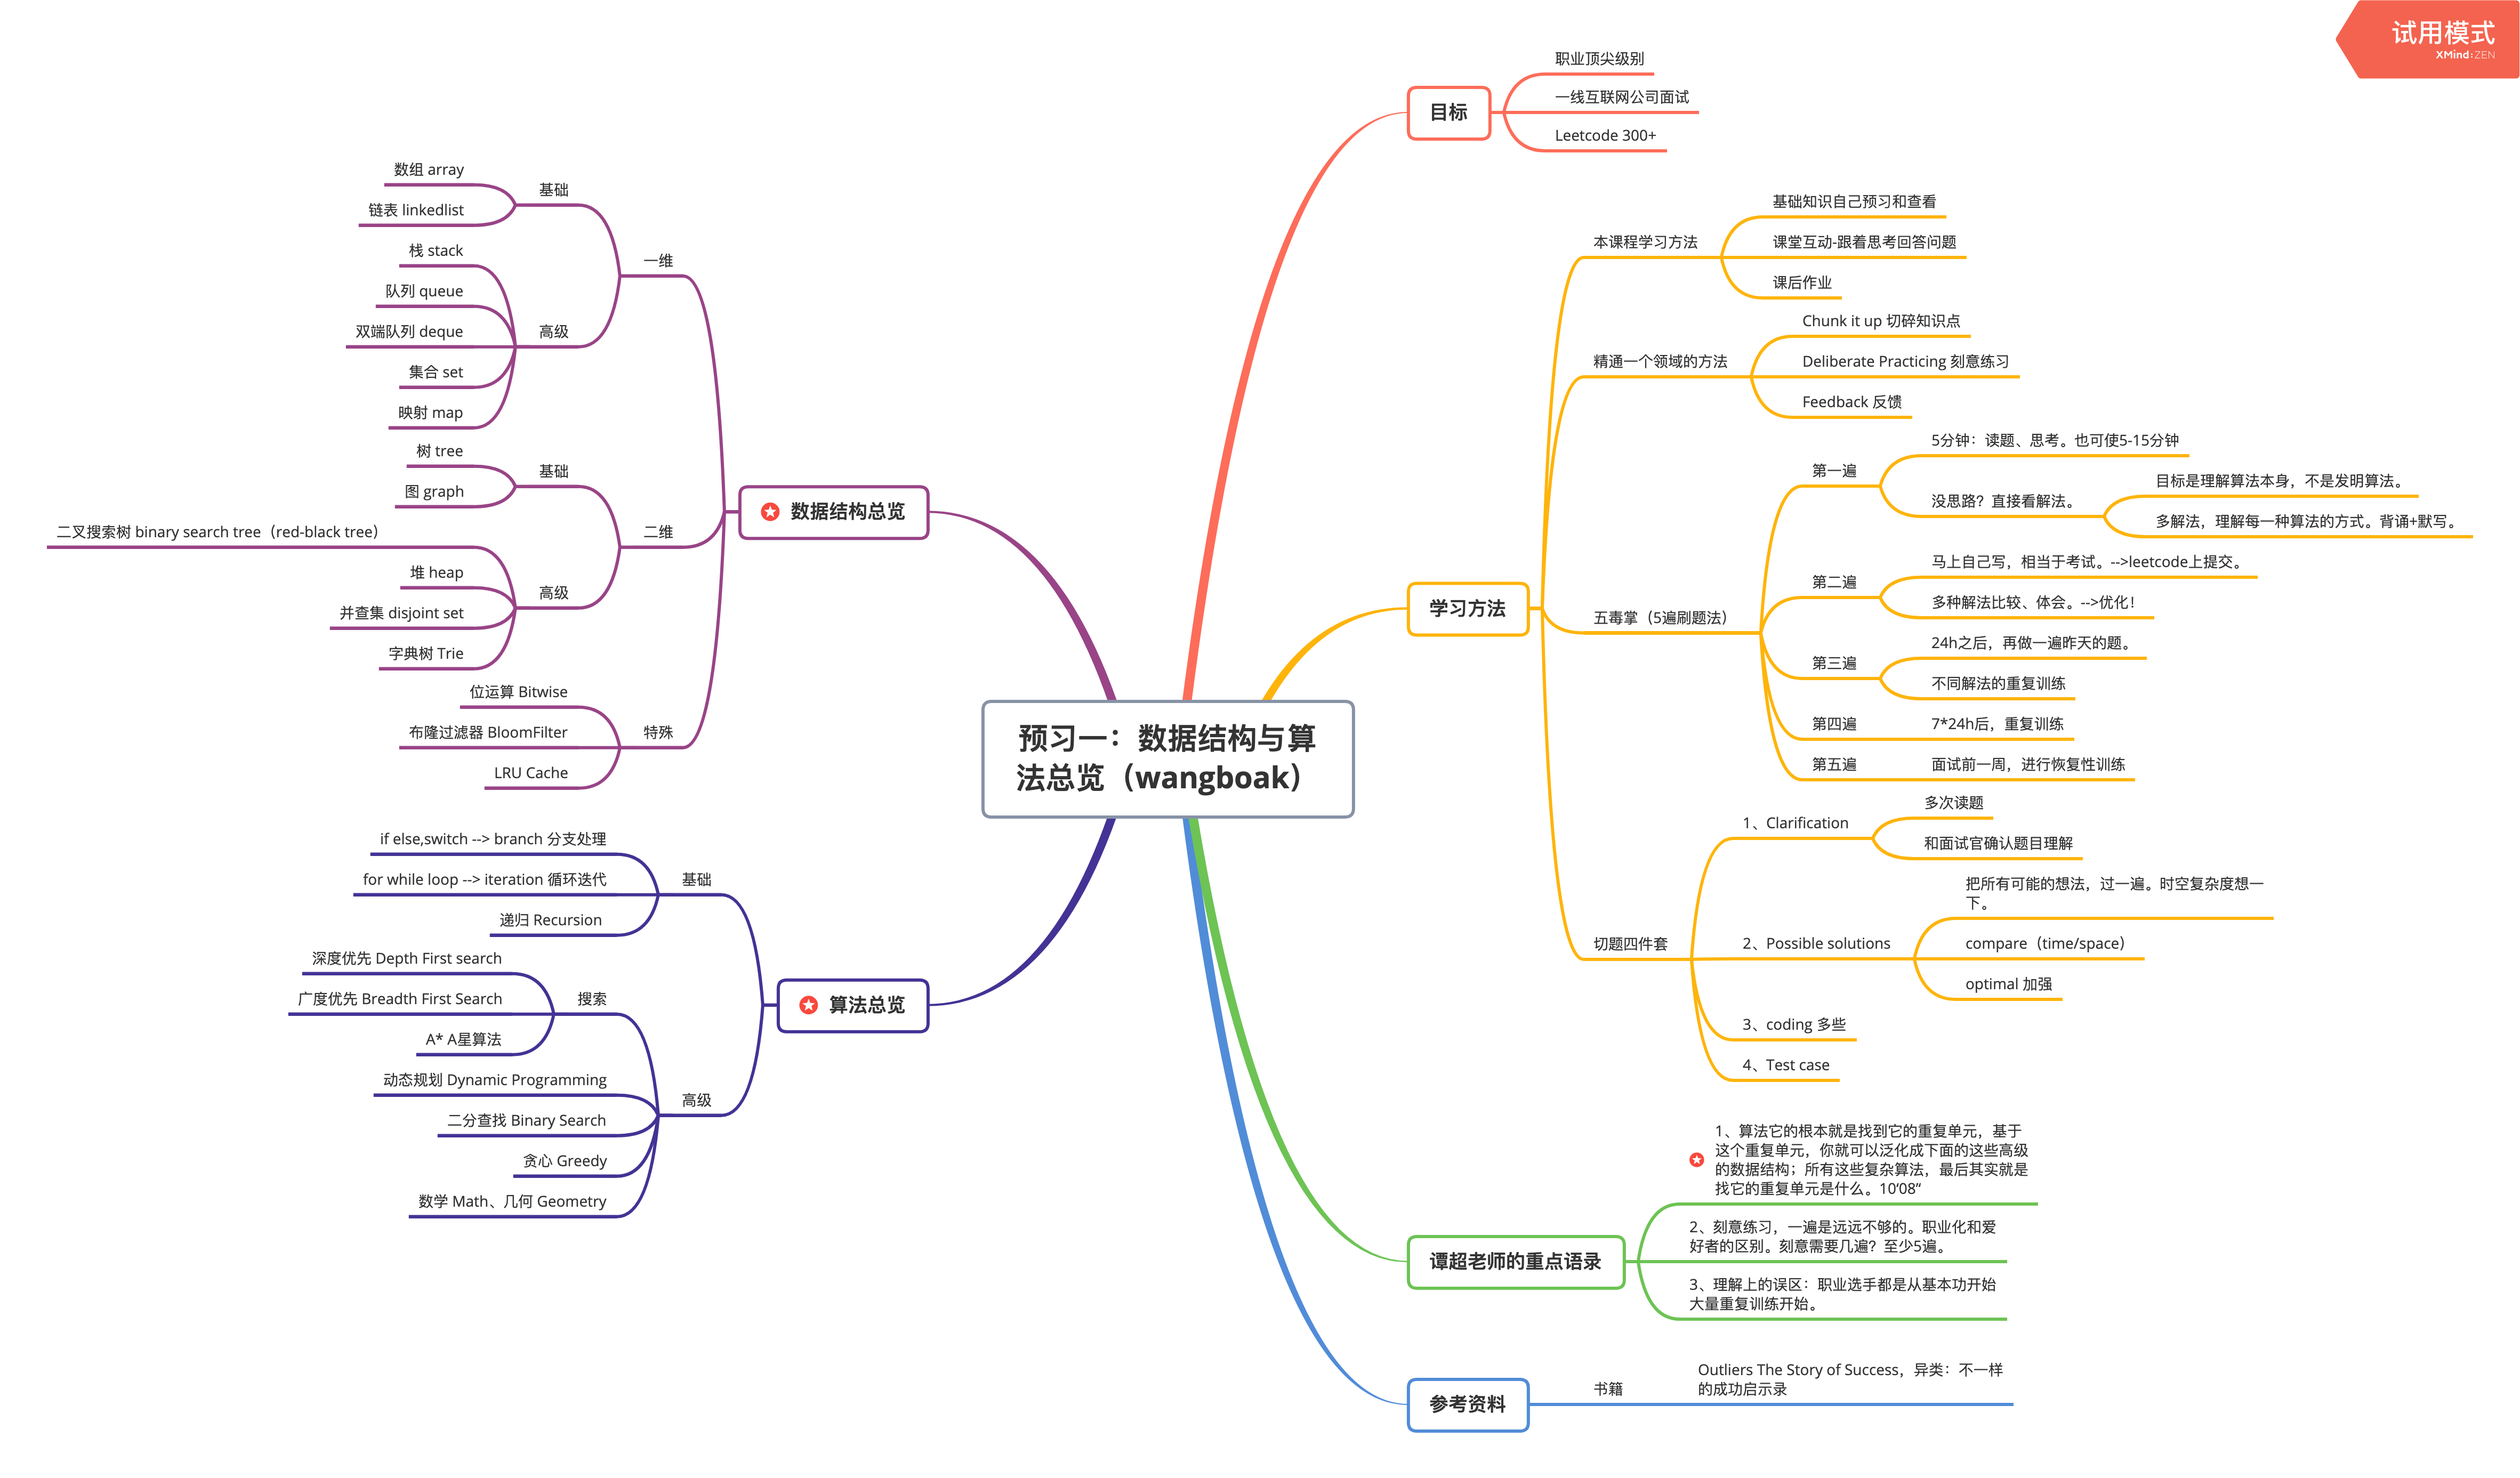 试用模式
XMind:ZEN
预习一：数据结构与算
法总览（wangboak）
目标
职业顶尖级别
一线互联网公司面试
Leetcode 300+
学习方法
本课程学习方法
基础知识自己预习和查看
课堂互动-跟着思考回答问题
课后作业
精通一个领域的方法
Chunk it up 切碎知识点
Deliberate Practicing 刻意练习
Feedback 反馈
五毒掌（5遍刷题法）
第一遍
5分钟：读题、思考。也可使5-15分钟
没思路？直接看解法。
目标是理解算法本身，不是发明算法。
多解法，理解每一种算法的方式。背诵+默写。
第二遍
马上自己写，相当于考试。-->leetcode上提交。
多种解法比较、体会。-->优化！
第三遍
24h之后，再做一遍昨天的题。
不同解法的重复训练
第四遍
7*24h后，重复训练
第五遍
面试前一周，进行恢复性训练
切题四件套
1、Clarification
多次读题
和面试官确认题目理解
2、Possible solutions
把所有可能的想法，过一遍。时空复杂度想一
下。
compare（time/space）
optimal 加强
3、coding 多些
4、Test case
谭超老师的重点语录
1、算法它的根本就是找到它的重复单元，基于
这个重复单元，你就可以泛化成下面的这些高级
的数据结构；所有这些复杂算法，最后其实就是
找它的重复单元是什么。10‘08“
2、刻意练习，一遍是远远不够的。职业化和爱
好者的区别。刻意需要几遍？至少5遍。
3、理解上的误区：职业选手都是从基本功开始
大量重复训练开始。
参考资料
书籍
Outliers The Story of Success，异类：不一样
的成功启示录
数据结构总览
一维
基础
数组 array
链表 linkedlist
高级
栈 stack
队列 queue
双端队列 deque
集合 set
映射 map
二维
基础
树 tree
图 graph
高级
二叉搜索树 binary search tree（red-black tree）
堆 heap
并查集 disjoint set
字典树 Trie
特殊
位运算 Bitwise
布隆过滤器 BloomFilter
LRU Cache
算法总览
基础
if else,switch --> branch 分支处理
for while loop --> iteration 循环迭代
递归 Recursion
高级
搜索
深度优先 Depth First search
广度优先 Breadth First Search
A* A星算法
动态规划 Dynamic Programming
二分查找 Binary Search
贪心 Greedy
数学 Math、几何 Geometry